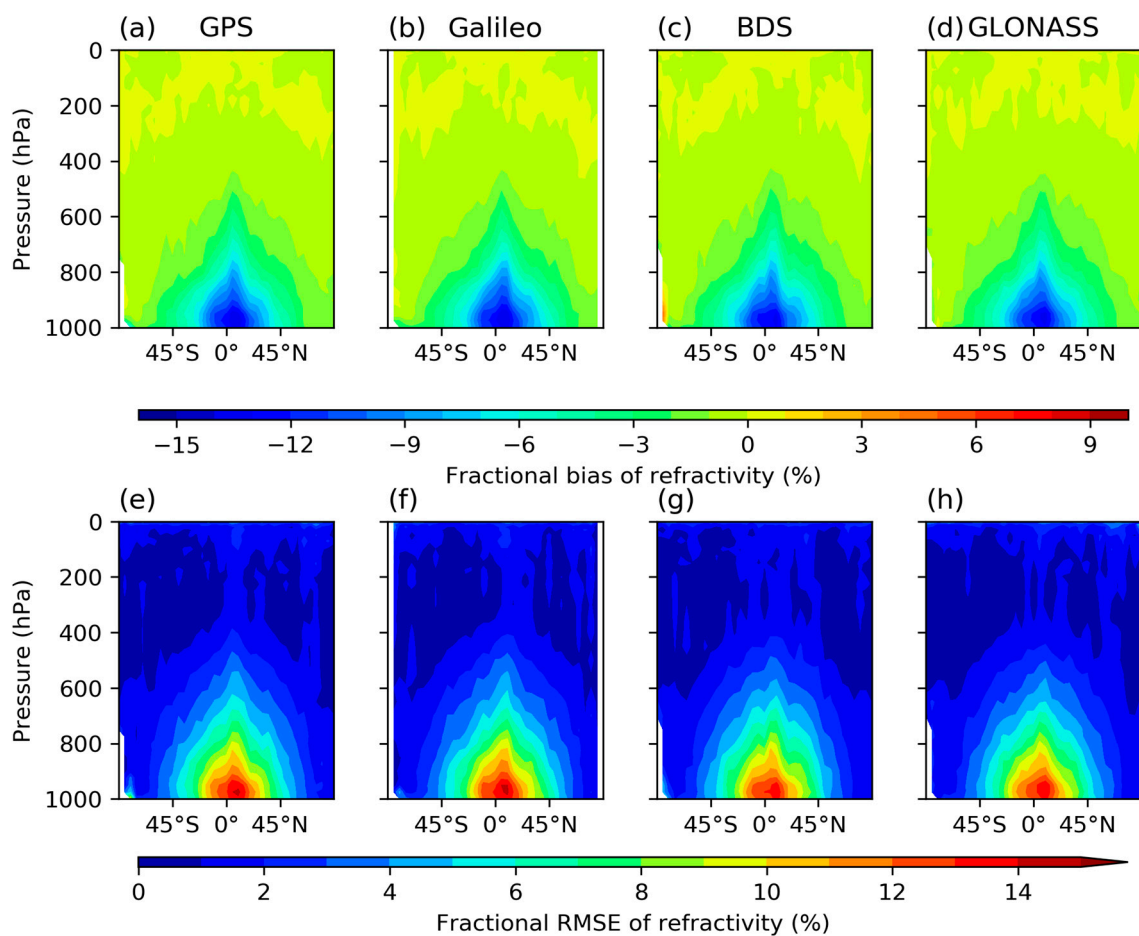 (a) GPS (b) Galileo (c) BDS (d) GLONASS
0
200
400
600
800
1000
Pressure (hPa)
45°S 0° 45°N 45°S 0° 45°N 45°S 0° 45°N 45°S 0° 45°N
−15 −12 −9 −6 −3 0 3 6 9
Fractional bias of refractivity (%)
(e) (f) (g) (h)
0
200
400
600
800
1000
Pressure (hPa)
45°S 0° 45°N 45°S 0° 45°N 45°S 0° 45°N 45°S 0° 45°N
0 2 4 6 8 10 12 14
Fractional RMSE of refractivity (%)